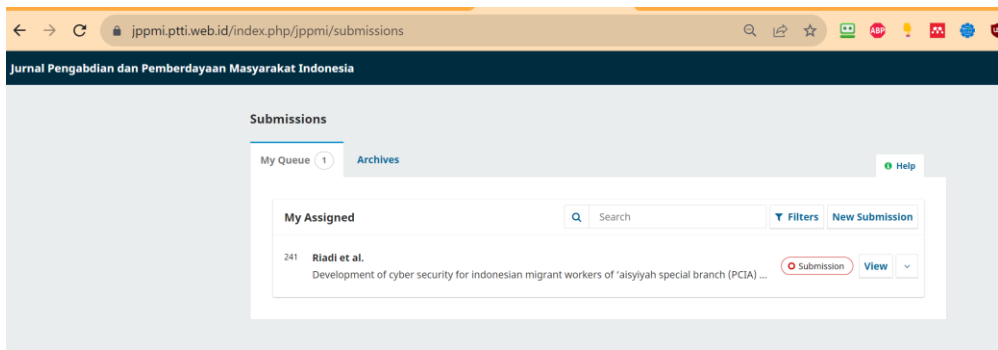 jppmi.ptti.web.id/index.php/jppmi/submissions
ABP
Jurnal Pengabdian dan Pemberdayaan Masyarakat Indonesia
Submissions
My Queue 1 Archives
Help
My Assigned Search Filters New Submission
241 Riadi et al.
Development of cyber security for indonesian migrant workers of 'aisyiyah special branch (PCIA) ... Submission View